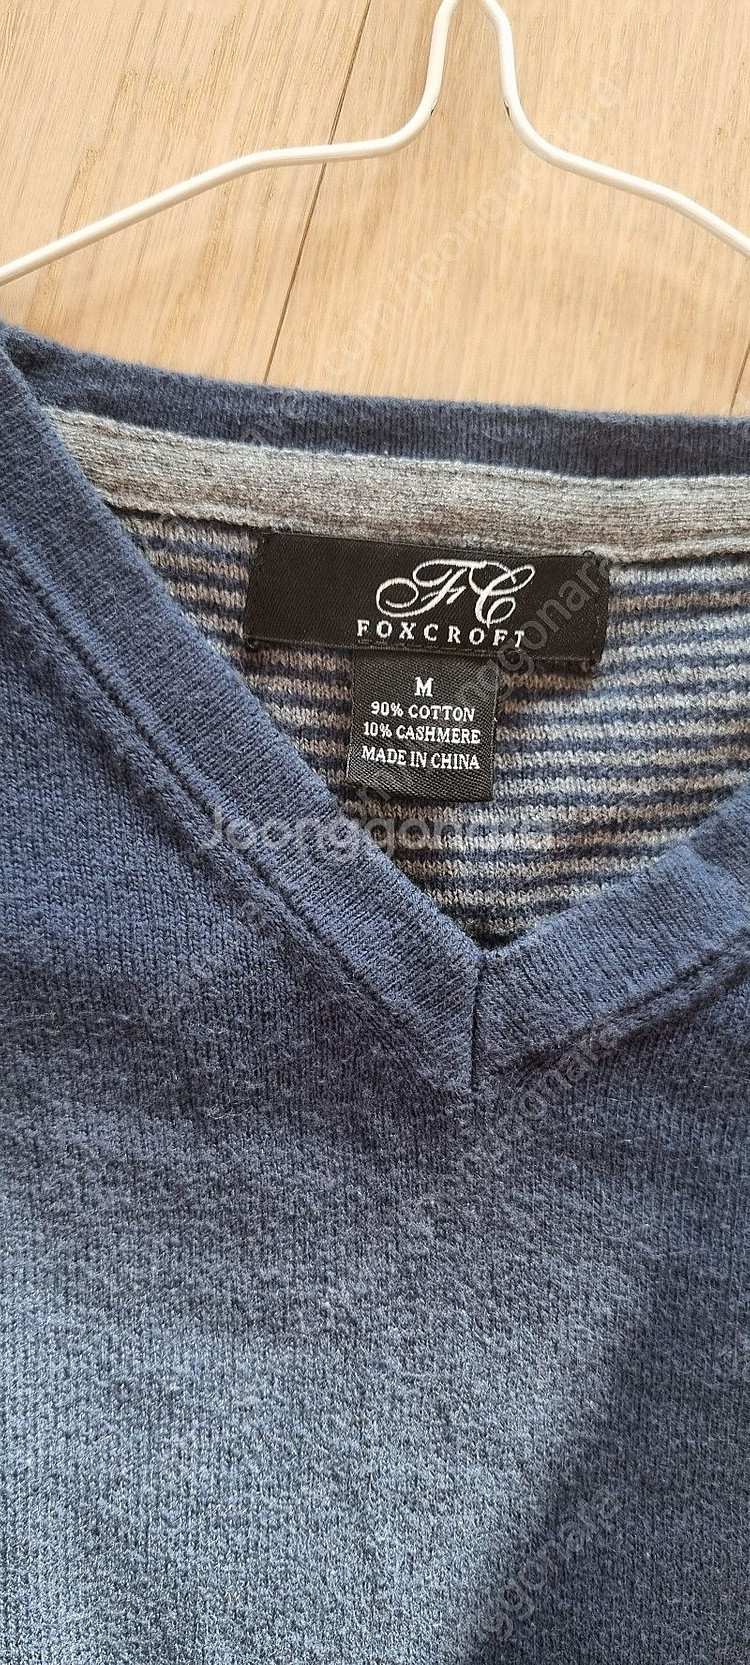 FC
FOXCROFT
M
90% COTTON
10% CASHMERE
MADE IN CHINA
Joonggonara